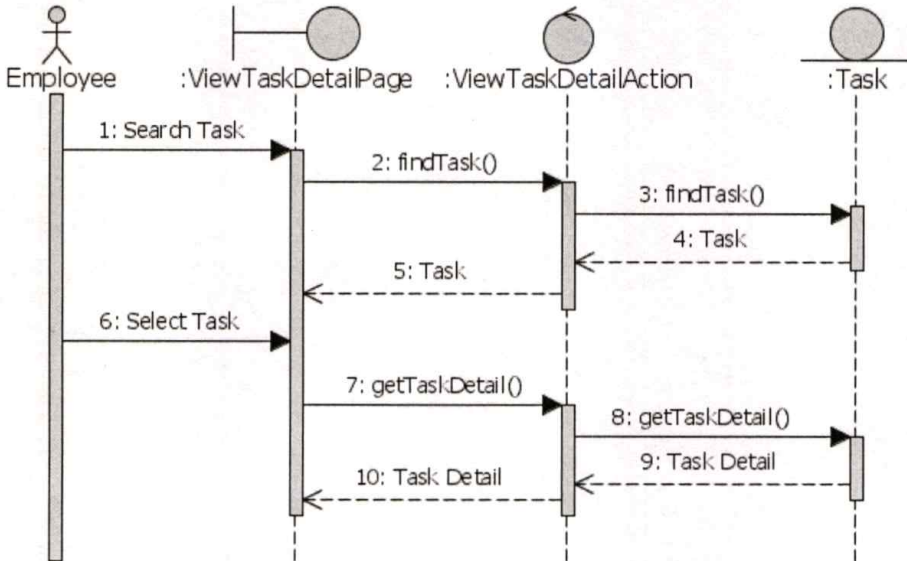 Employee
:ViewTaskDetailPage
:ViewTaskDetailAction
:Task
1: Search Task
2: findTask()
3: findTask()
4: Task
5: Task
6: Select Task
7: getTaskDetail()
8: getTaskDetail()
9: Task Detail
10: Task Detail